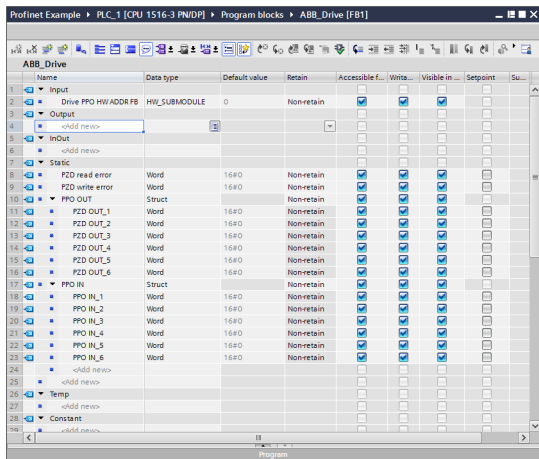 Profinet Example ▸ PLC_1 [CPU 1516-3 PN/DP] ▸ Program blocks ▸ ABB_Drive [FB1]
ABB_Drive
Name Data type Default value Retain Accessible f... Writa... Visible in ... Setpoint Su...
1 Input
2 Drive PPO HW ADDR FB HW_SUBMODULE 0 Non-retain
3 Output
4 <Add new>
5 InOut
6 <Add new>
7 Static
8 PZD read error Word 16#0 Non-retain
9 PZD write error Word 16#0 Non-retain
10 PPO OUT Struct Non-retain
11 PZD OUT_1 Word 16#0 Non-retain
12 PZD OUT_2 Word 16#0 Non-retain
13 PZD OUT_3 Word 16#0 Non-retain
14 PZD OUT_4 Word 16#0 Non-retain
15 PZD OUT_5 Word 16#0 Non-retain
16 PZD OUT_6 Word 16#0 Non-retain
17 PPO IN Struct Non-retain
18 PPO IN_1 Word 16#0 Non-retain
19 PPO IN_2 Word 16#0 Non-retain
20 PPO IN_3 Word 16#0 Non-retain
21 PPO IN_4 Word 16#0 Non-retain
22 PPO IN_5 Word 16#0 Non-retain
23 PPO IN_6 Word 16#0 Non-retain
24 <Add new>
25 <Add new>
26 Temp
27 <Add new>
28 Constant
29 <Add new>
Program